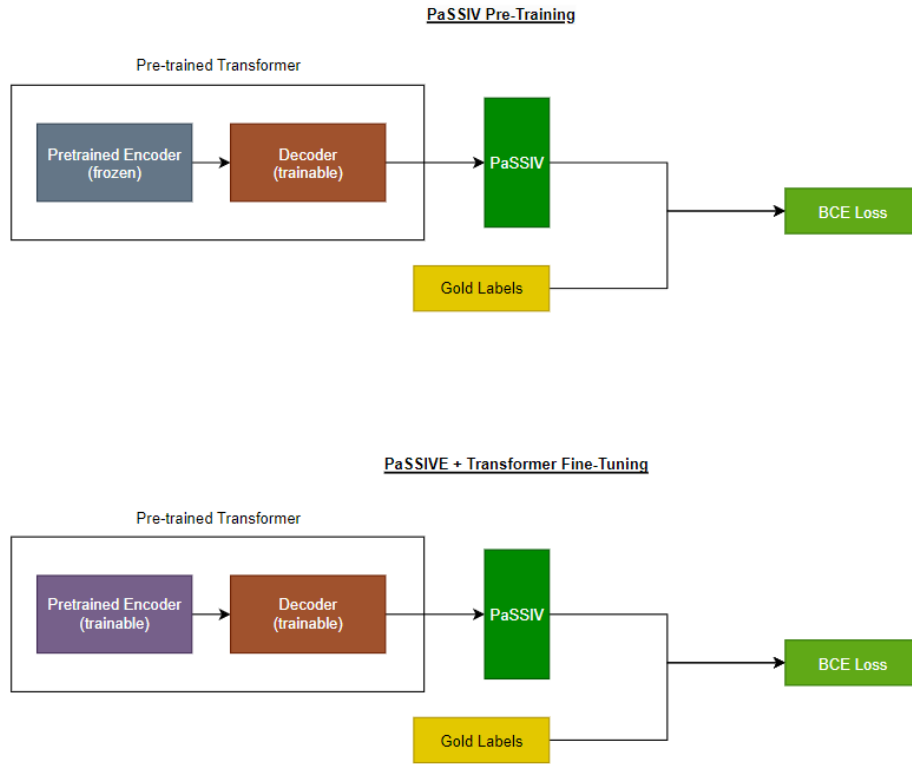 PaSSIV Pre-Training
Pre-trained Transformer
Pretrained Encoder
(frozen)
Decoder
(trainable)
PaSSIV
BCE Loss
Gold Labels
PaSSIVE + Transformer Fine-Tuning
Pre-trained Transformer
Pretrained Encoder
(trainable)
Decoder
(trainable)
PaSSIV
BCE Loss
Gold Labels